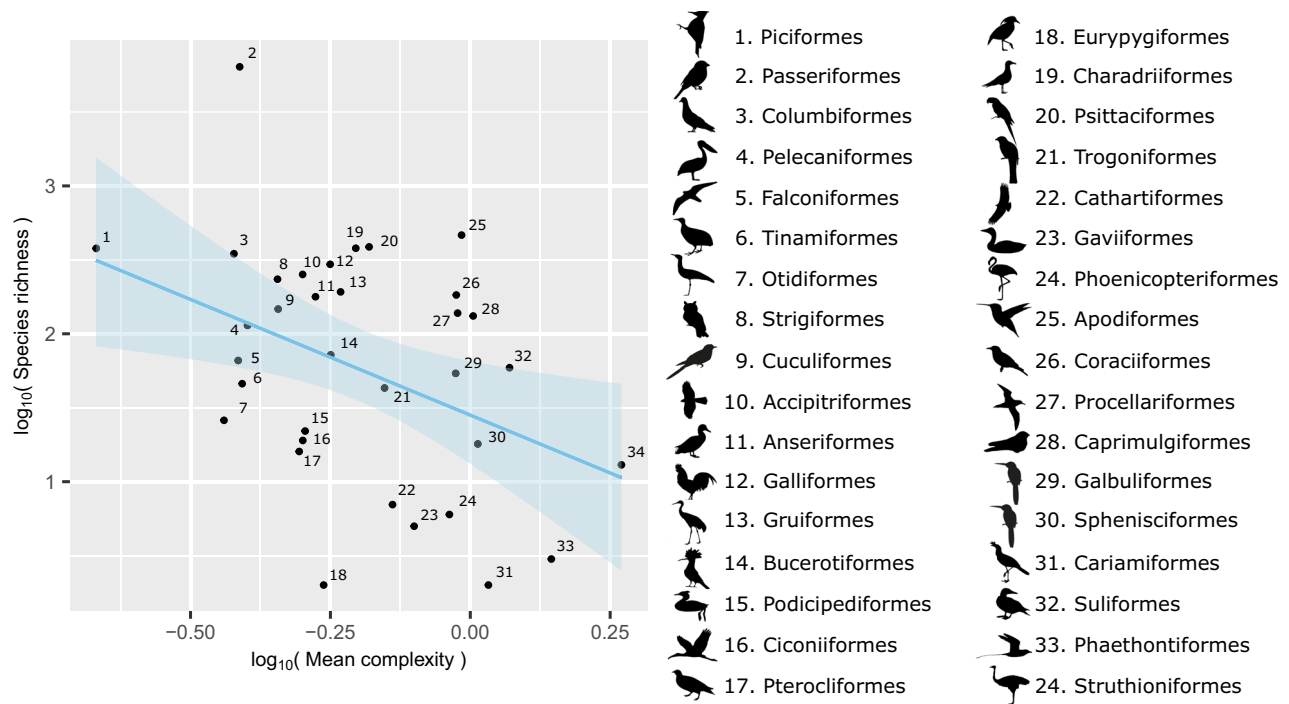 2
3
1
3
19
20
25
8
10
12
11
13
9
26
27
28
2
4
14
5
29
32
6
21
7
15
16
30
17
34
1
22
23
24
33
18
31
−0.50
−0.25
0.00
0.25
log10( Mean complexity )
log10( Species richness )
1. Piciformes
2. Passeriformes
3. Columbiformes
4. Pelecaniformes
5. Falconiformes
6. Tinamiformes
7. Otidiformes
8. Strigiformes
9. Cuculiformes
10. Accipitriformes
11. Anseriformes
12. Galliformes
13. Gruiformes
14. Bucerotiformes
15. Podicipediformes
16. Ciconiiformes
17. Pterocliformes
18. Eurypygiformes
19. Charadriiformes
20. Psittaciformes
21. Trogoniformes
22. Cathartiformes
23. Gaviiformes
24. Phoenicopteriformes
25. Apodiformes
26. Coraciiformes
27. Procellariiformes
28. Caprimulgiformes
29. Galbuliformes
30. Sphenisciformes
31. Cariamiformes
32. Suliformes
33. Phaethontiformes
24. Struthioniformes